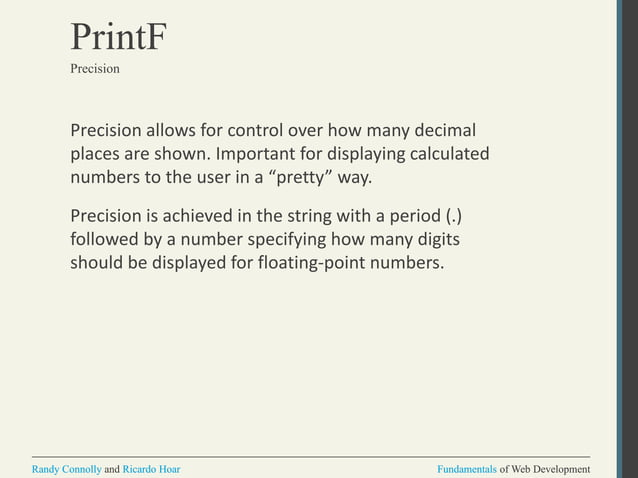 PrintF
Precision
Precision allows for control over how many decimal
places are shown. Important for displaying calculated
numbers to the user in a “pretty” way.
Precision is achieved in the string with a period (.)
followed by a number specifying how many digits
should be displayed for floating-point numbers.
Randy Connolly and Ricardo Hoar
Fundamentals of Web Development